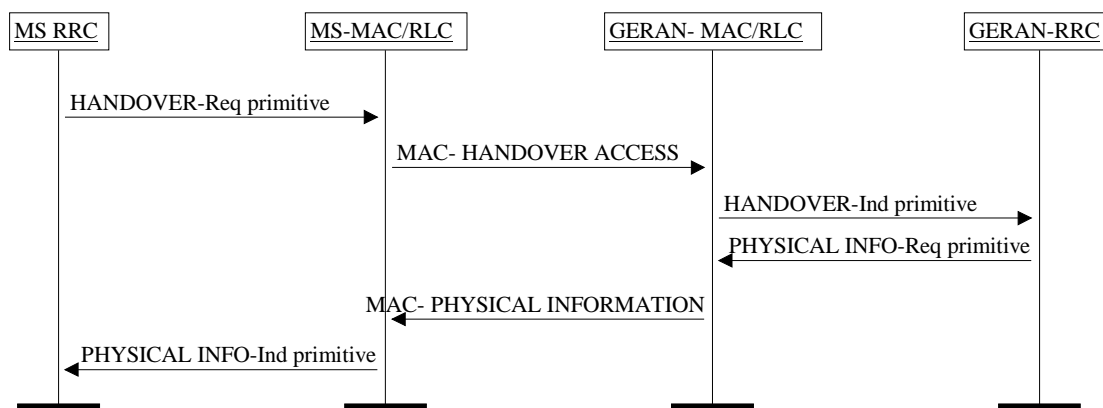 MS RRC
MS-MAC/RLC
GERAN- MAC/RLC
GERAN-RRC
HANDOVER-Req primitive
MAC- HANDOVER ACCESS
HANDOVER-Ind primitive
PHYSICAL INFO-Req primitive
MAC- PHYSICAL INFORMATION
PHYSICAL INFO-Ind primitive